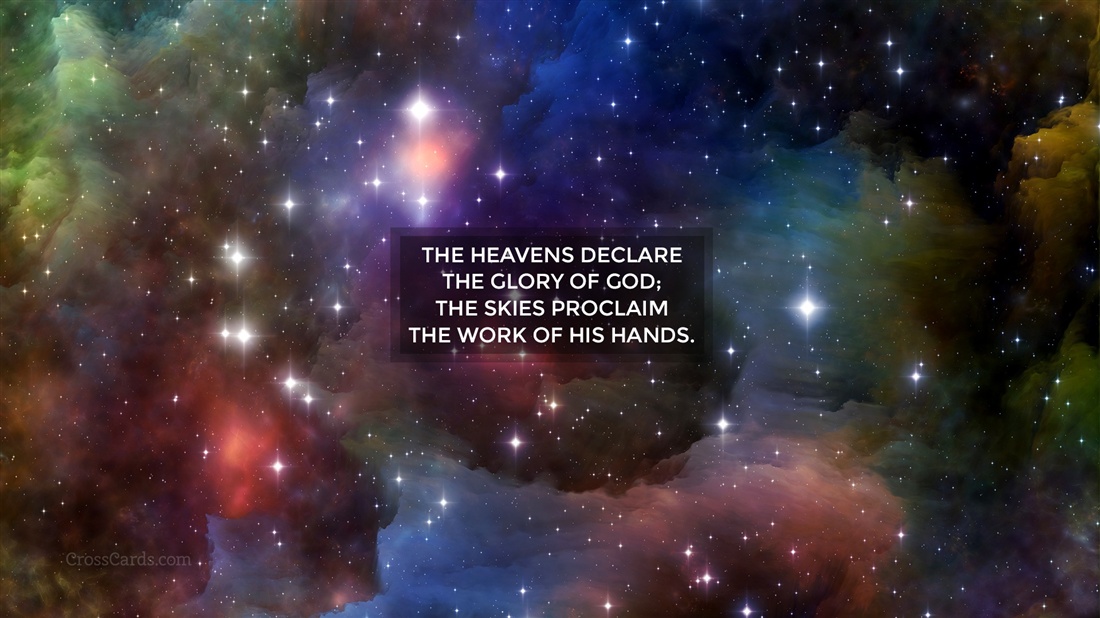 THE HEAVENS DECLARE
THE GLORY OF GOD;
THE SKIES PROCLAIM
THE WORK OF HIS HANDS.
CrossCards.com